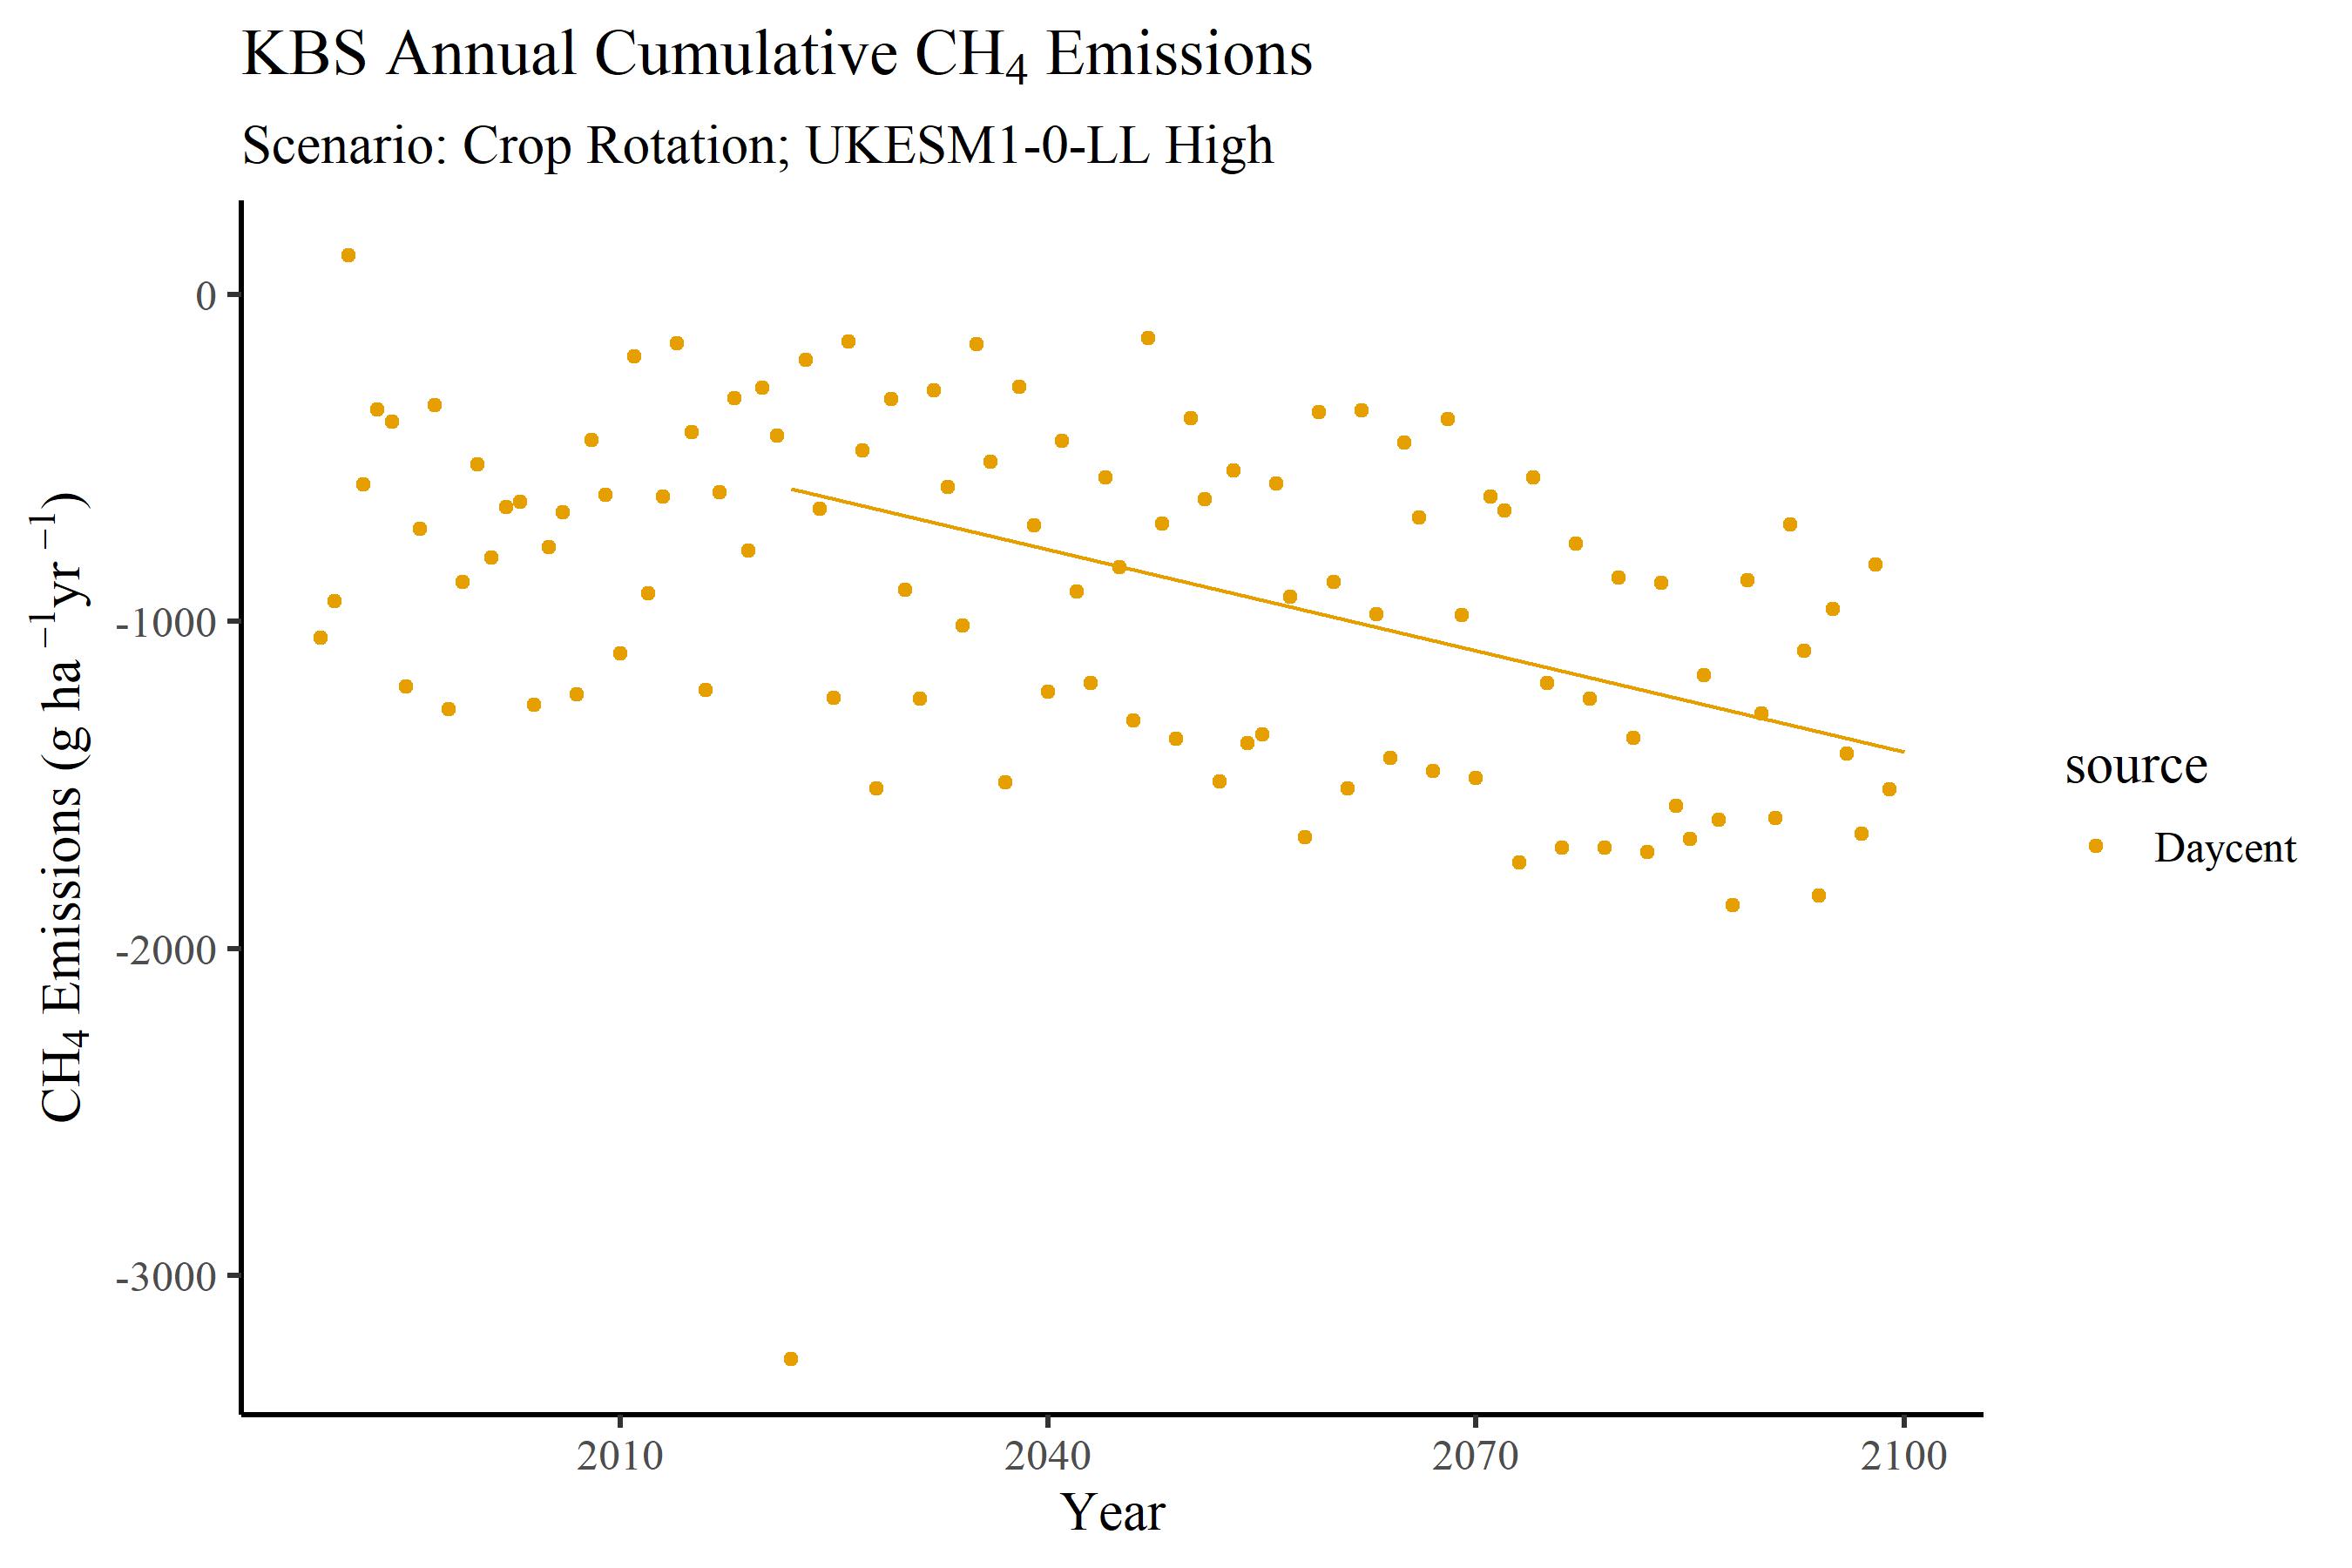 KBS Annual Cumulative CH₄ Emissions
Scenario: Crop Rotation; UKESM1-0-LL High
CH₄ Emissions (g ha ⁻¹yr ⁻¹)
0
-1000
-2000
-3000
2010 2040 2070 2100
Year
source
Daycent